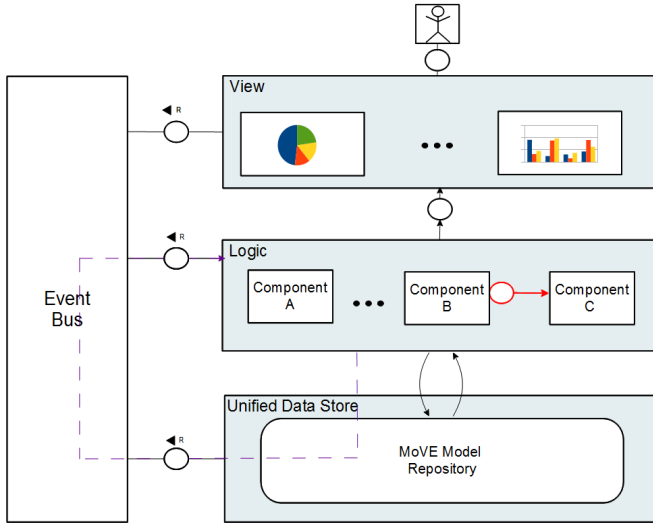 View
R
R
Logic
Component
A
Component
B
Component
C
Event
Bus
Unified Data Store
R
MoVE Model
Repository